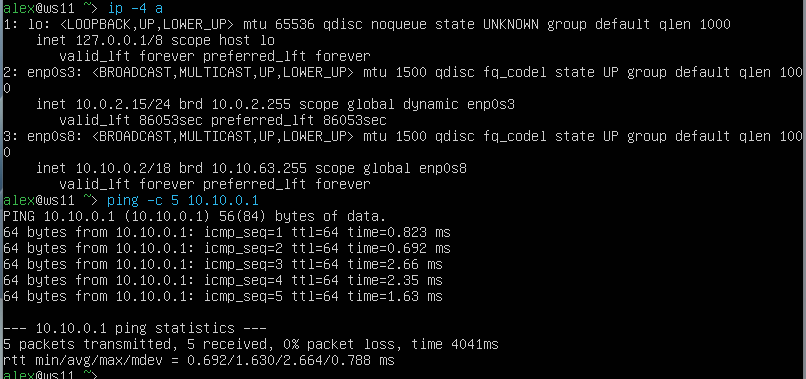 alex@ws11 ~> ip -4 a
1: lo: <LOOPBACK,UP,LOWER_UP> mtu 65536 qdisc noqueue state UNKNOWN group default qlen 1000
    inet 127.0.0.1/8 scope host lo
       valid_lft forever preferred_lft forever
2: enp0s3: <BROADCAST,MULTICAST,UP,LOWER_UP> mtu 1500 qdisc fq_codel state UP group default qlen 100
0
    inet 10.0.2.15/24 brd 10.0.2.255 scope global dynamic enp0s3
       valid_lft 86053sec preferred_lft 86053sec
3: enp0s8: <BROADCAST,MULTICAST,UP,LOWER_UP> mtu 1500 qdisc fq_codel state UP group default qlen 100
0
    inet 10.10.0.2/18 brd 10.10.63.255 scope global enp0s8
       valid_lft forever preferred_lft forever
alex@ws11 ~> ping -c 5 10.10.0.1
PING 10.10.0.1 (10.10.0.1) 56(84) bytes of data.
64 bytes from 10.10.0.1: icmp_seq=1 ttl=64 time=0.823 ms
64 bytes from 10.10.0.1: icmp_seq=2 ttl=64 time=0.692 ms
64 bytes from 10.10.0.1: icmp_seq=3 ttl=64 time=2.66 ms
64 bytes from 10.10.0.1: icmp_seq=4 ttl=64 time=2.35 ms
64 bytes from 10.10.0.1: icmp_seq=5 ttl=64 time=1.63 ms

--- 10.10.0.1 ping statistics ---
5 packets transmitted, 5 received, 0% packet loss, time 4041ms
rtt min/avg/max/mdev = 0.692/1.630/2.664/0.788 ms
alex@ws11 ~>